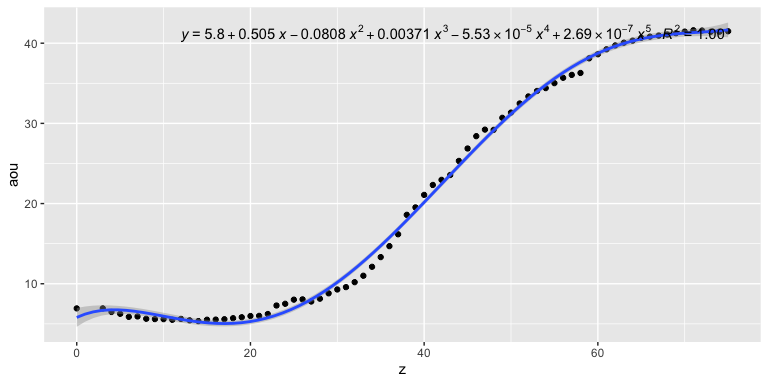 y = 5.8 + 0.505 x − 0.0808 x² + 0.00371 x³ − 5.53 × 10⁻⁵ x⁴ + 2.69 × 10⁻⁷ x⁵ R² = 1.00
40
30
20
10
aou
0 20 40 60
z